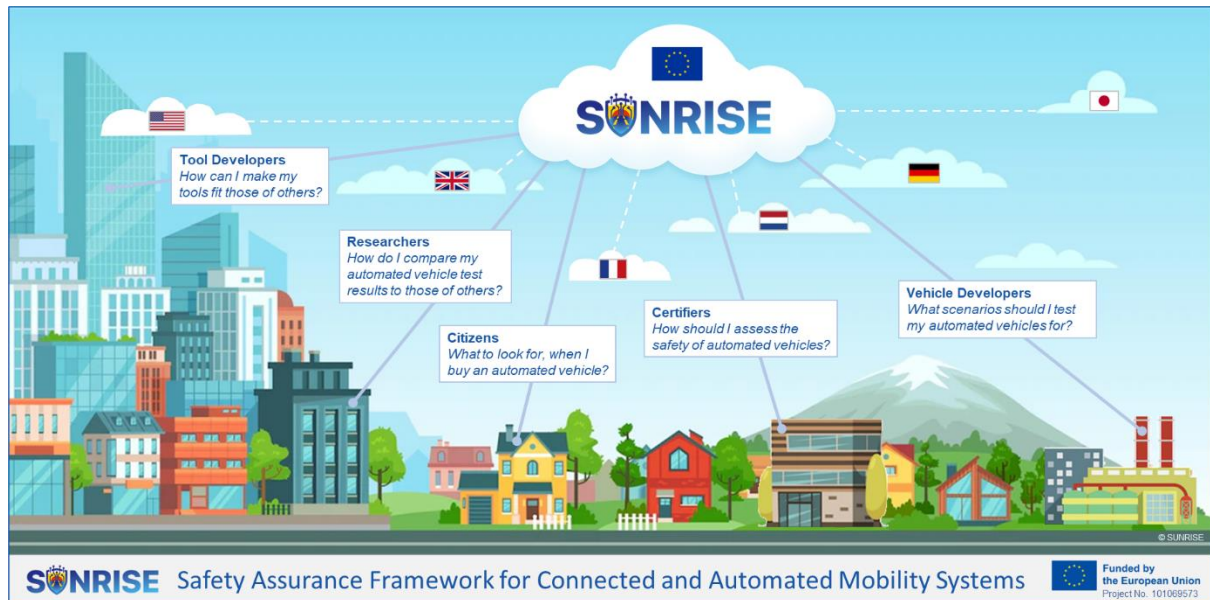 SUNRISE
Tool Developers
How can I make my
tools fit those of others?
Researchers
How do I compare my
automated vehicle test
results to those of others?
Citizens
What to look for, when I
buy an automated vehicle?
Certifiers
How should I assess the
safety of automated vehicles?
Vehicle Developers
What scenarios should I test
my automated vehicles for?
© SUNRISE
SUNRISE Safety Assurance Framework for Connected and Automated Mobility Systems
Funded by
the European Union
Project No. 101069573